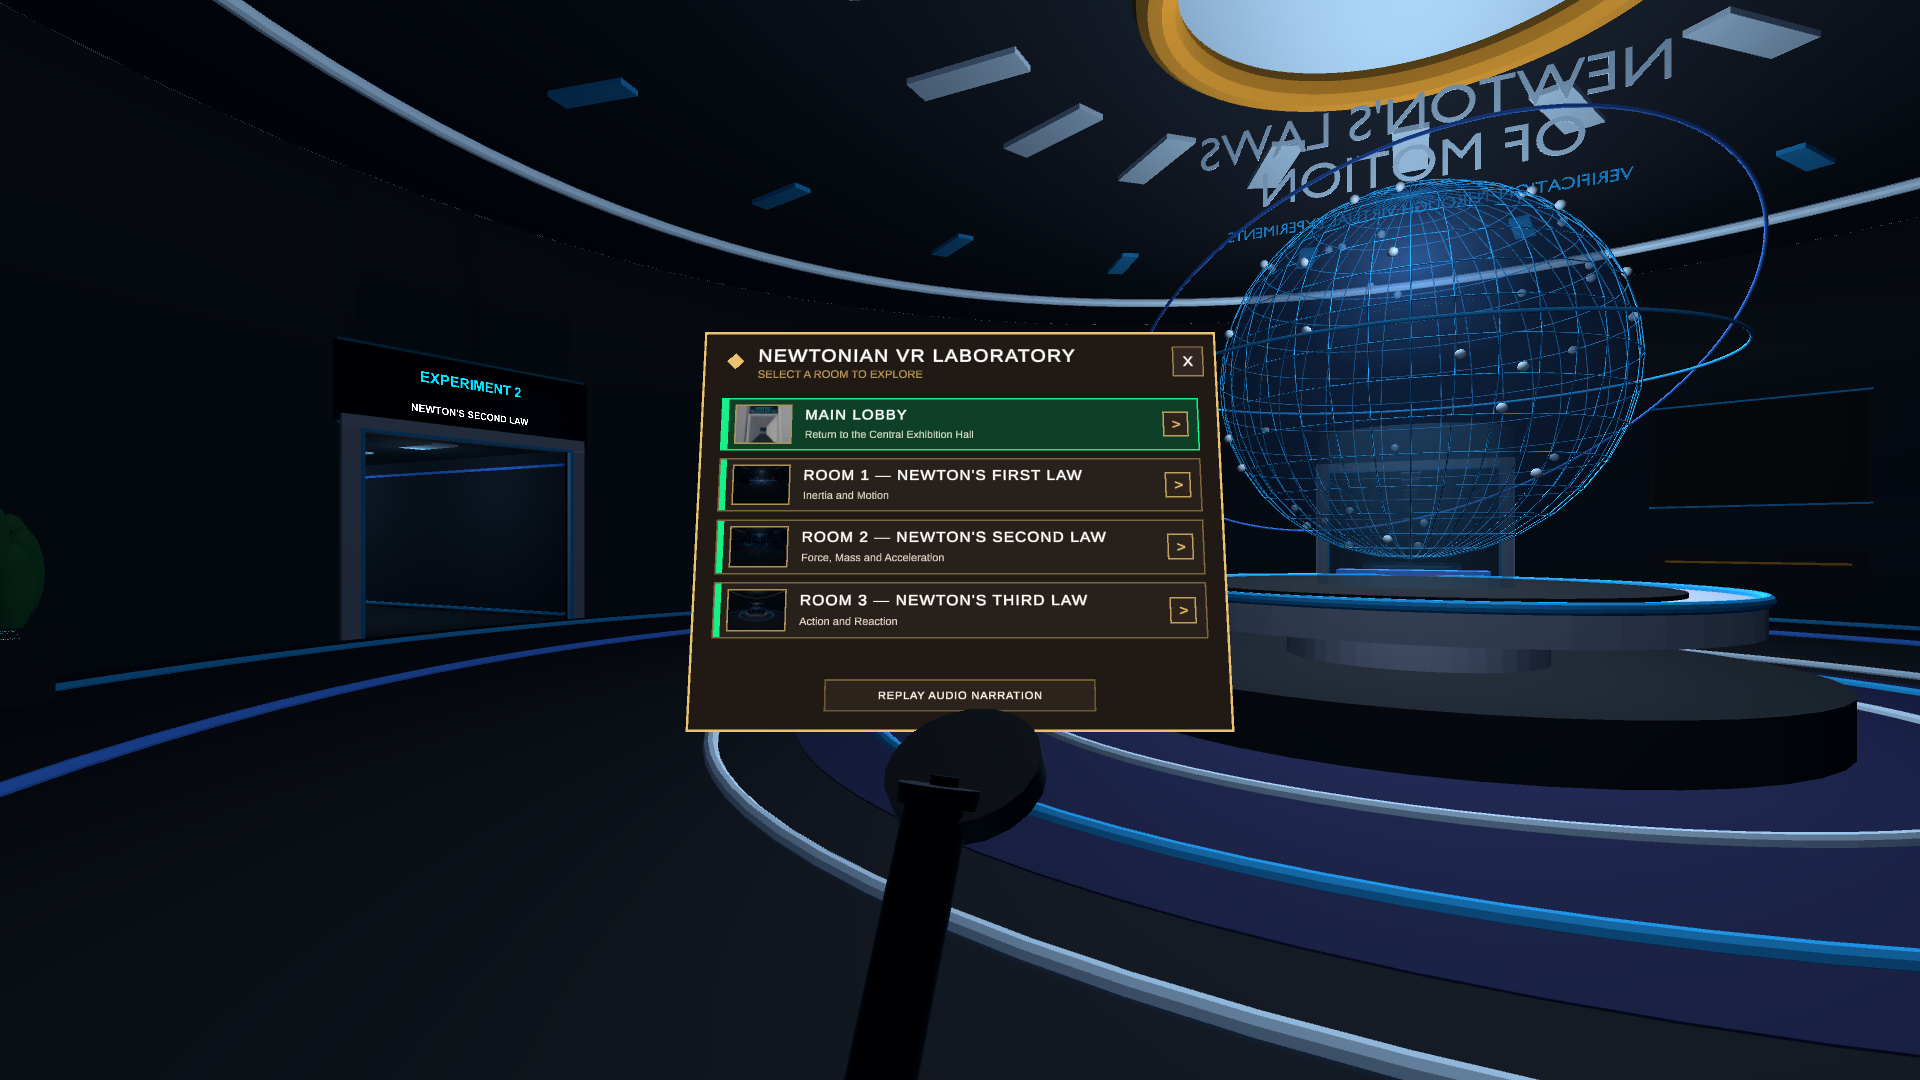 NEWTON'S LAWS
OF MOTION
VERIFICATION THROUGH VIRTUAL EXPERIMENTS
EXPERIMENT 2
NEWTON'S SECOND LAW
NEWTONIAN VR LABORATORY
SELECT A ROOM TO EXPLORE
X
MAIN LOBBY
Return to the Central Exhibition Hall
>
ROOM 1 — NEWTON'S FIRST LAW
Inertia and Motion
>
ROOM 2 — NEWTON'S SECOND LAW
Force, Mass and Acceleration
>
ROOM 3 — NEWTON'S THIRD LAW
Action and Reaction
>
REPLAY AUDIO NARRATION